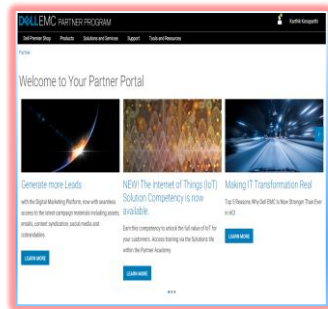 DELLEMC PARTNER PROGRAM
Karthik Konaparthi
Dell Premier Shop Products Solutions and Services Support Tools and Resources
Partner
Welcome to Your Partner Portal
Generate more Leads
with the Digital Marketing Platform, now with seamless
access to the latest campaign materials including assets,
emails, content syndication, social media and
LEARN MORE
NEW! The Internet of Things (IoT)
Solution Competency is now
available.
Earn this competency to unlock the full value of IoT for
your customers. Access training via the Solutions tile
within the Partner Academy.
LEARN MORE
Making IT Transformation Real
Top 5 Reasons Why Dell EMC Is Now Stronger Than Ever
in HCI
LEARN MORE